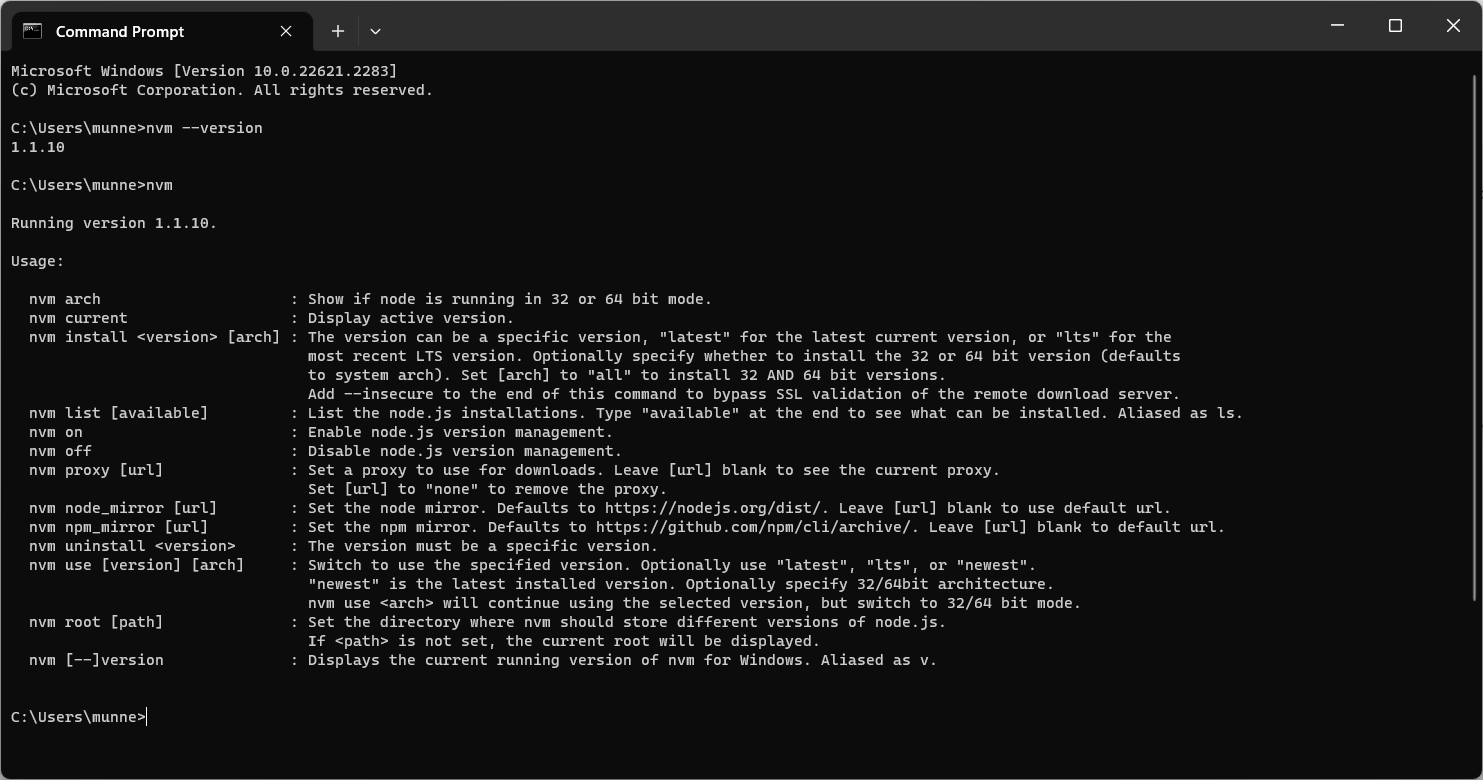 Command Prompt
Microsoft Windows [Version 10.0.22621.2283]
(c) Microsoft Corporation. All rights reserved.
C:\Users\munne>nvm --version
1.1.10
C:\Users\munne>nvm
Running version 1.1.10.
Usage:
  nvm arch                     : Show if node is running in 32 or 64 bit mode.
  nvm current                  : Display active version.
  nvm install <version> [arch] : The version can be a specific version, "latest" for the latest current version, or "lts" for the
                                 most recent LTS version. Optionally specify whether to install the 32 or 64 bit version (defaults
                                 to system arch). Set [arch] to "all" to install 32 AND 64 bit versions.
                                 Add --insecure to the end of this command to bypass SSL validation of the remote download server.
  nvm list [available]         : List the node.js installations. Type "available" at the end to see what can be installed. Aliased as ls.
  nvm on                       : Enable node.js version management.
  nvm off                      : Disable node.js version management.
  nvm proxy [url]              : Set a proxy to use for downloads. Leave [url] blank to see the current proxy.
                                 Set [url] to "none" to remove the proxy.
  nvm node_mirror [url]        : Set the node mirror. Defaults to https://nodejs.org/dist/. Leave [url] blank to use default url.
  nvm npm_mirror [url]         : Set the npm mirror. Defaults to https://github.com/npm/cli/archive/. Leave [url] blank to default url.
  nvm uninstall <version>      : The version must be a specific version.
  nvm use [version] [arch]     : Switch to use the specified version. Optionally use "latest", "lts", or "newest".
                                 "newest" is the latest installed version. Optionally specify 32/64bit architecture.
                                 nvm use <arch> will continue using the selected version, but switch to 32/64 bit mode.
  nvm root [path]              : Set the directory where nvm should store different versions of node.js.
                                 If <path> is not set, the current root will be displayed.
  nvm [--]version              : Displays the current running version of nvm for Windows. Aliased as v.
C:\Users\munne>